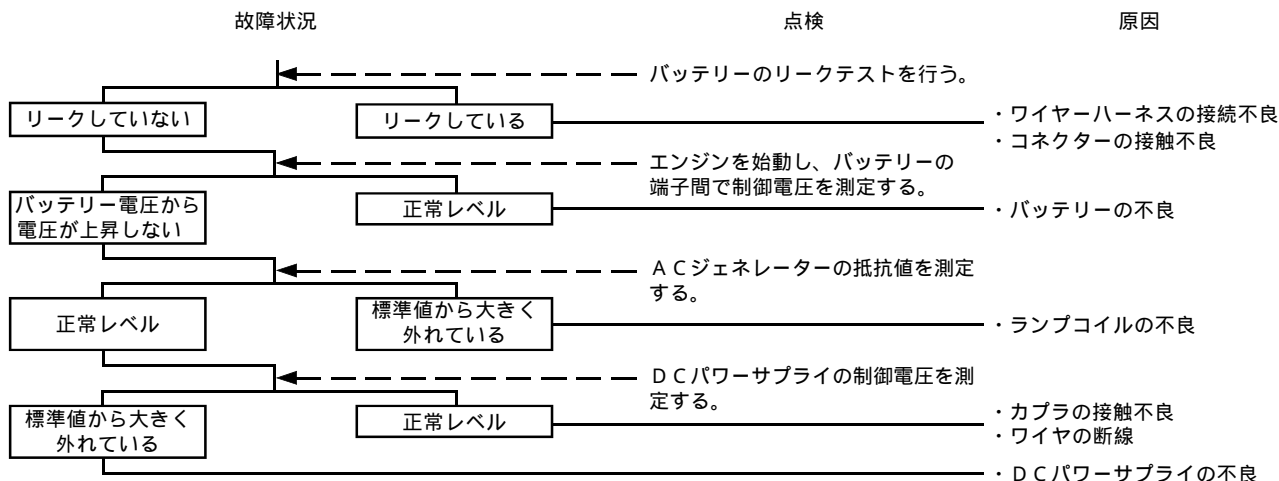 故障状況
点検
原因
バッテリーのリークテストを行う。
リークしていない
リークしている
・ワイヤーハーネスの接続不良
・コネクターの接触不良
エンジンを始動し、バッテリーの
端子間で制御電圧を測定する。
バッテリー電圧から
電圧が上昇しない
正常レベル
・バッテリーの不良
ＡＣジェネレーターの抵抗値を測定
する。
正常レベル
標準値から大きく
外れている
・ランプコイルの不良
ＤＣパワーサプライの制御電圧を測
定する。
標準値から大きく
外れている
正常レベル
・カプラの接触不良
・ワイヤの断線
・ＤＣパワーサプライの不良